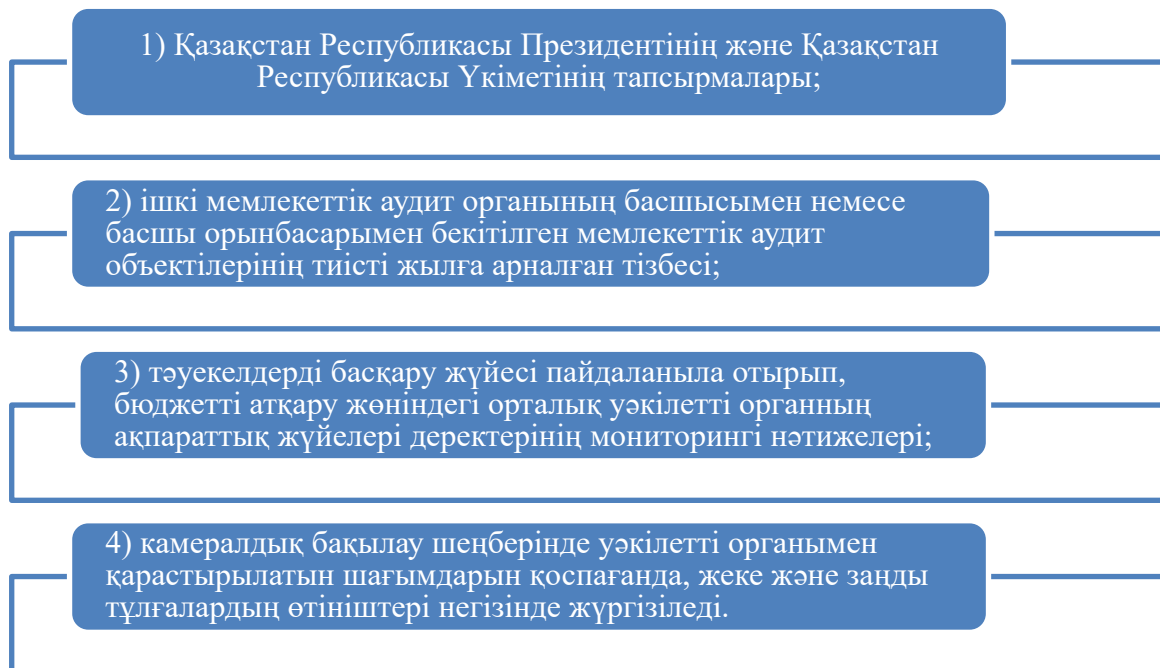 1) Қазақстан Республикасы Президентінің және Қазақстан
Республикасы Үкіметінің тапсырмалары;
2) ішкі мемлекеттік аудит органының басшысымен немесе
басшы орынбасарымен бекітілген мемлекеттік аудит
объектілерінің тиісті жылға арналған тізбесі;
3) тәуекелдерді басқару жүйесі пайдаланыла отырып,
бюджетті атқару жөніндегі орталық уәкілетті органның
ақпараттық жүйелері деректерінің мониторингі нәтижелері;
4) камералдық бақылау шеңберінде уәкілетті органымен
қарастырылатын шағымдарын қоспағанда, жеке және заңды
тұлғалардың өтініштері негізінде жүргізіледі.